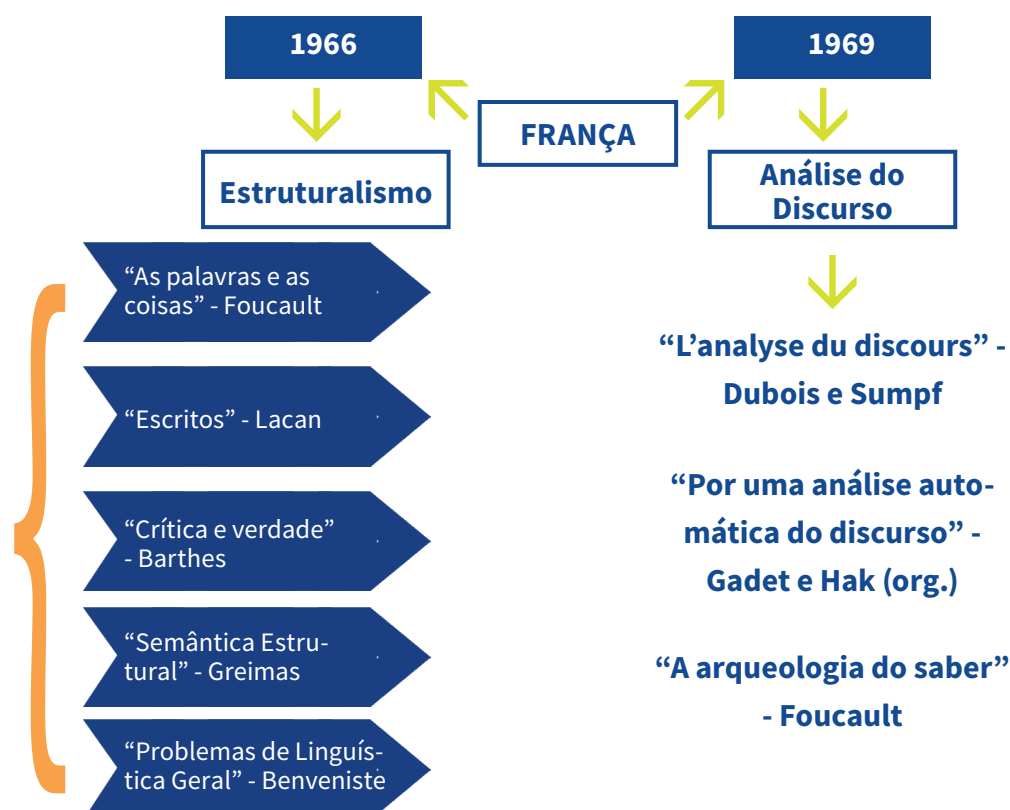 1966
1969
FRANÇA
Estruturalismo
Análise do
Discurso
“As palavras e as
coisas” - Foucault
“Escritos” - Lacan
“Crítica e verdade”
- Barthes
“Semântica Estru-
tural” - Greimas
“Problemas de Linguís-
tica Geral” - Benveniste
“L’analyse du discours” -
Dubois e Sumpf
“Por uma análise auto-
mática do discurso” -
Gadet e Hak (org.)
“A arqueologia do saber”
- Foucault